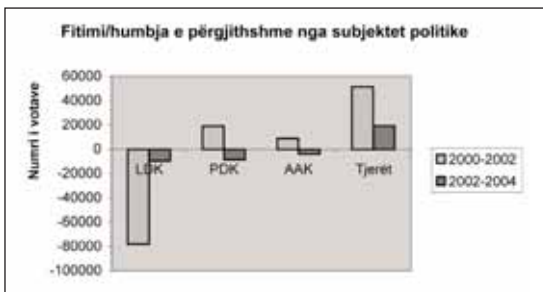 Fitimi/humbja e përgjithshme nga subjektet politike
Numri i votave
60000
40000
20000
0
-20000
-40000
-60000
-80000
-100000
LDK
PDK
AAK
Tjerët
2000-2002
2002-2004